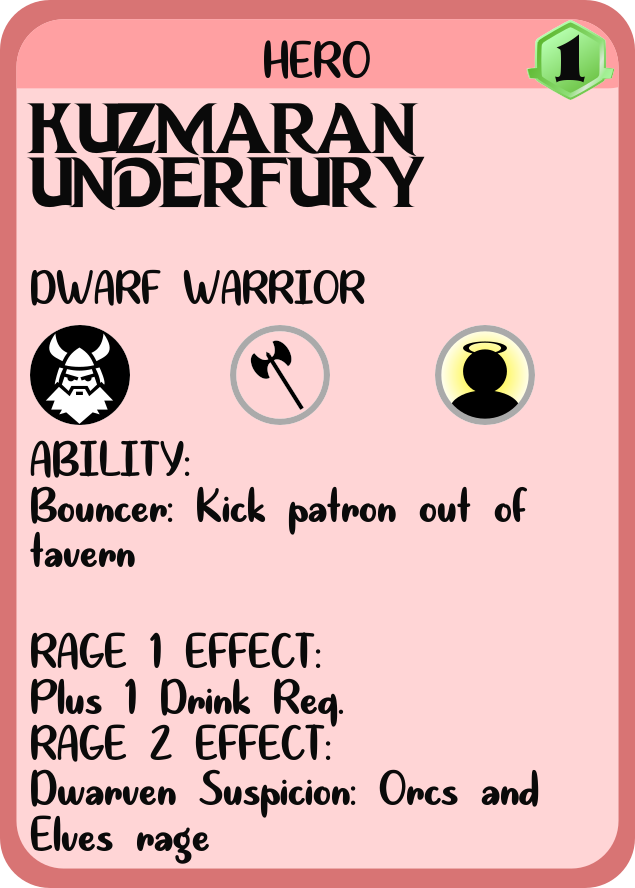 HERO
1
KUZMARAN
UNDERFURY
DWARF WARRIOR
ABILITY:
Bouncer: Kick patron out of
tavern
RAGE 1 EFFECT:
Plus 1 Drink Req.
RAGE 2 EFFECT:
Dwarven Suspicion: Orcs and
Elves rage